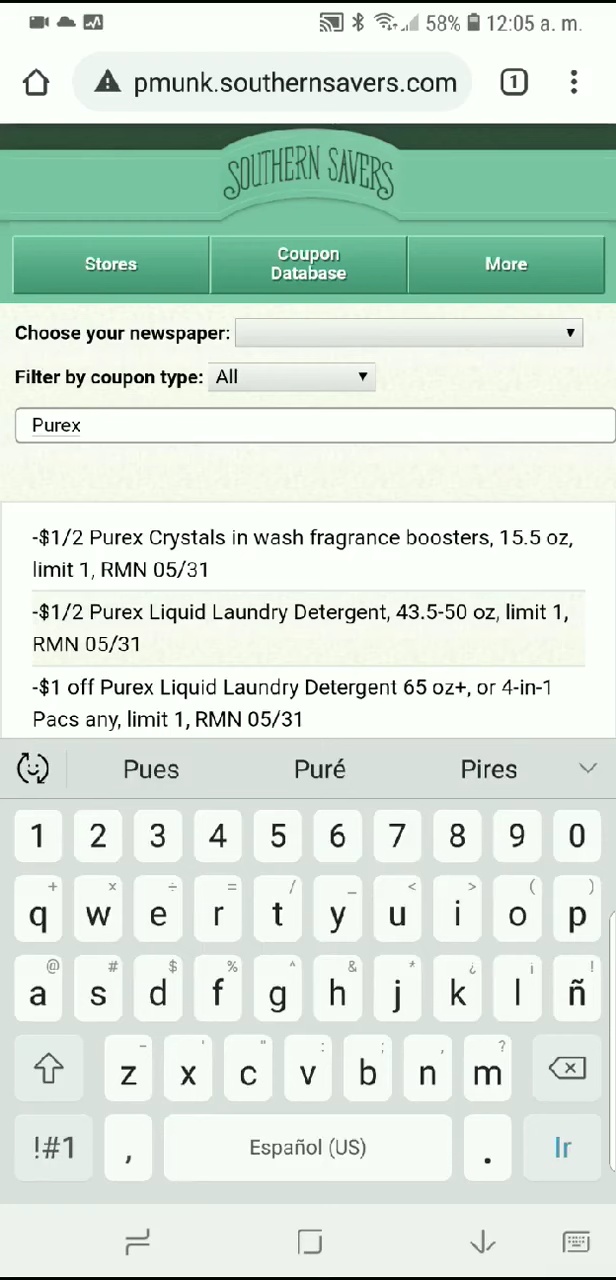 58% 12:05 a. m.
pmunk.southernsavers.com 1
SOUTHERN SAVERS
Stores
Coupon
Database
More
Choose your newspaper:
Filter by coupon type: All
Purex
-$1/2 Purex Crystals in wash fragrance boosters, 15.5 oz,
limit 1, RMN 05/31
-$1/2 Purex Liquid Laundry Detergent, 43.5-50 oz, limit 1,
RMN 05/31
-$1 off Purex Liquid Laundry Detergent 65 oz+, or 4-in-1
Pacs any, limit 1, RMN 05/31
Pues Puré Pires
1 2 3 4 5 6 7 8 9 0
+ × ÷ = / _ < > ( )
q w e r t y u i o p
@ # $ % ^ & * ¿ ¡ !
a s d f g h j k l ñ
- ' " : ; , ?
z x c v b n m
!#1 , Español (US) . Ir